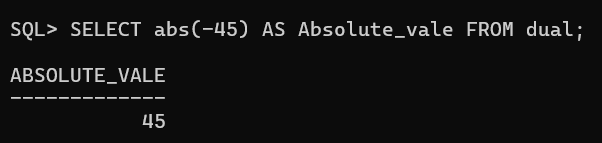 SQL> SELECT abs(-45) AS Absolute_vale FROM dual;
ABSOLUTE_VALE
-------------
45